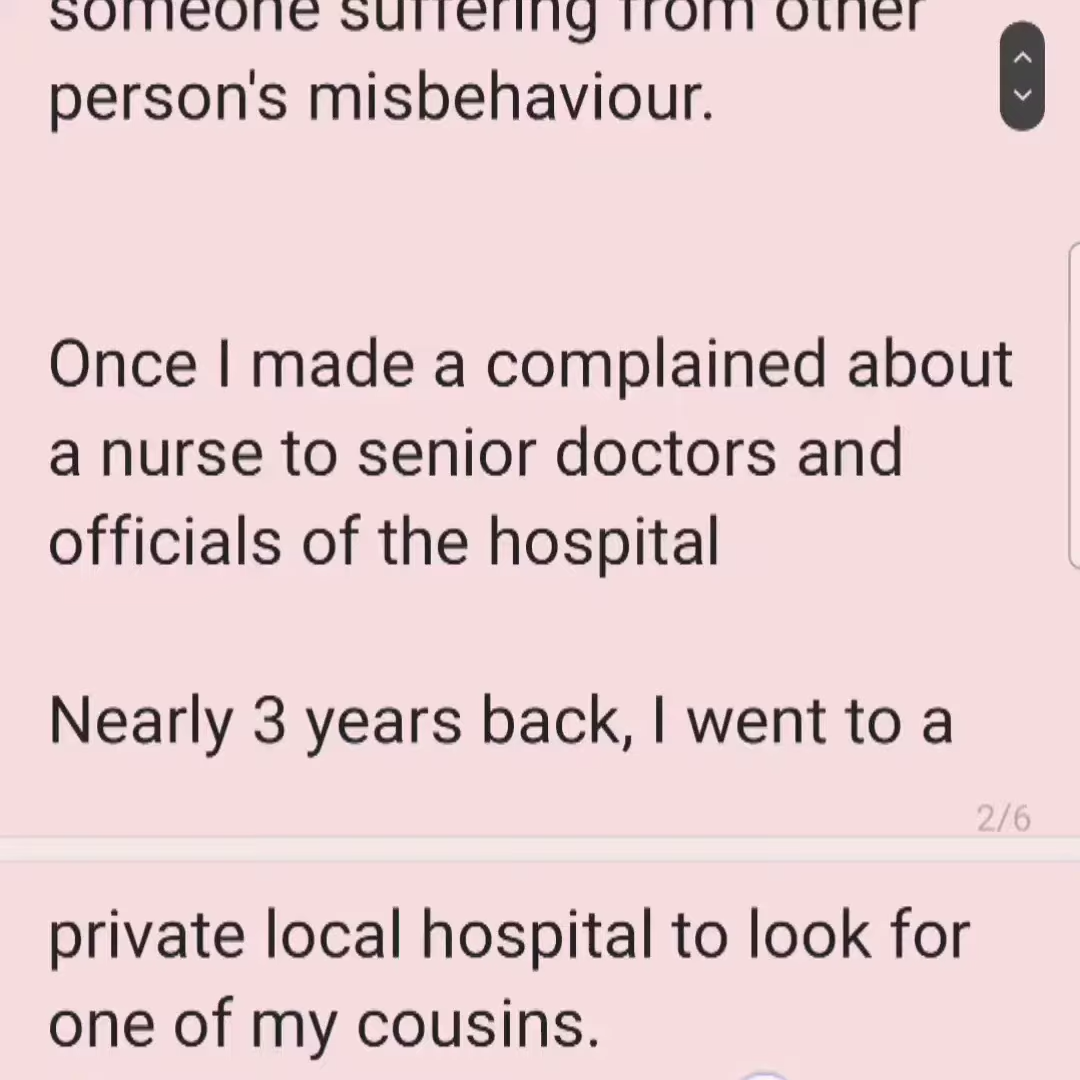 someone suffering from other
person's misbehaviour.
Once I made a complained about
a nurse to senior doctors and
officials of the hospital
Nearly 3 years back, I went to a
2/6
private local hospital to look for
one of my cousins.